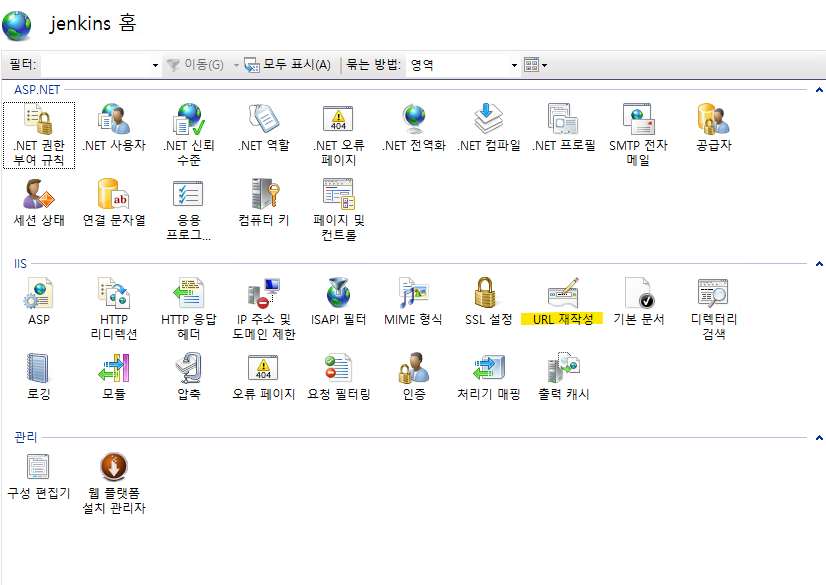 jenkins 홈
필터: 이동(G) 모두 표시(A) 묶는 방법: 영역
ASP.NET
.NET 권한 부여 규칙
.NET 사용자
.NET 신뢰 수준
.NET 역할
404
.NET 오류 페이지
.NET 전역화
.NET 컴파일
.NET 프로필
SMTP 전자 메일
공급자
세션 상태
ab
연결 문자열
응용 프로그...
컴퓨터 키
페이지 및 컨트롤
IIS
ASP
HTTP 리디렉션
HTTP 응답 헤더
IP 주소 및 도메인 제한
ISAPI 필터
MIME 형식
SSL 설정
URL 재작성
기본 문서
디렉터리 검색
로깅
모듈
압축
404
오류 페이지
요청 필터링
인증
처리기 매핑
출력 캐시
관리
구성 편집기
웹 플랫폼 설치 관리자